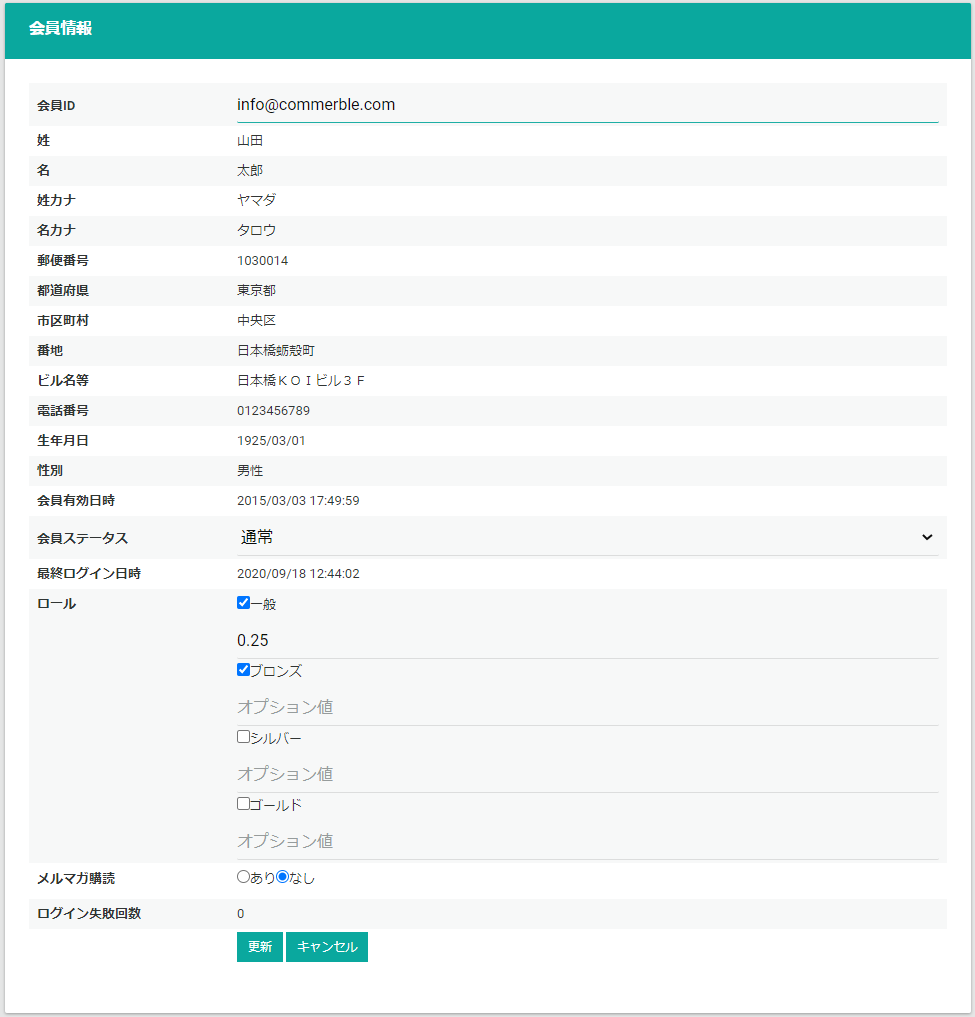 会員情報
会員ID info@commerble.com
姓 山田
名 太郎
姓カナ ヤマダ
名カナ タロウ
郵便番号 1030014
都道府県 東京都
市区町村 中央区
番地 日本橋蛎殻町
ビル名等 日本橋ＫＯＩビル３Ｆ
電話番号 0123456789
生年月日 1925/03/01
性別 男性
会員有効日時 2015/03/03 17:49:59
会員ステータス 通常
最終ログイン日時 2020/09/18 12:44:02
ロール 一般
0.25
ブロンズ
オプション値
シルバー
オプション値
ゴールド
オプション値
メルマガ購読 ありなし
ログイン失敗回数 0
更新 キャンセル